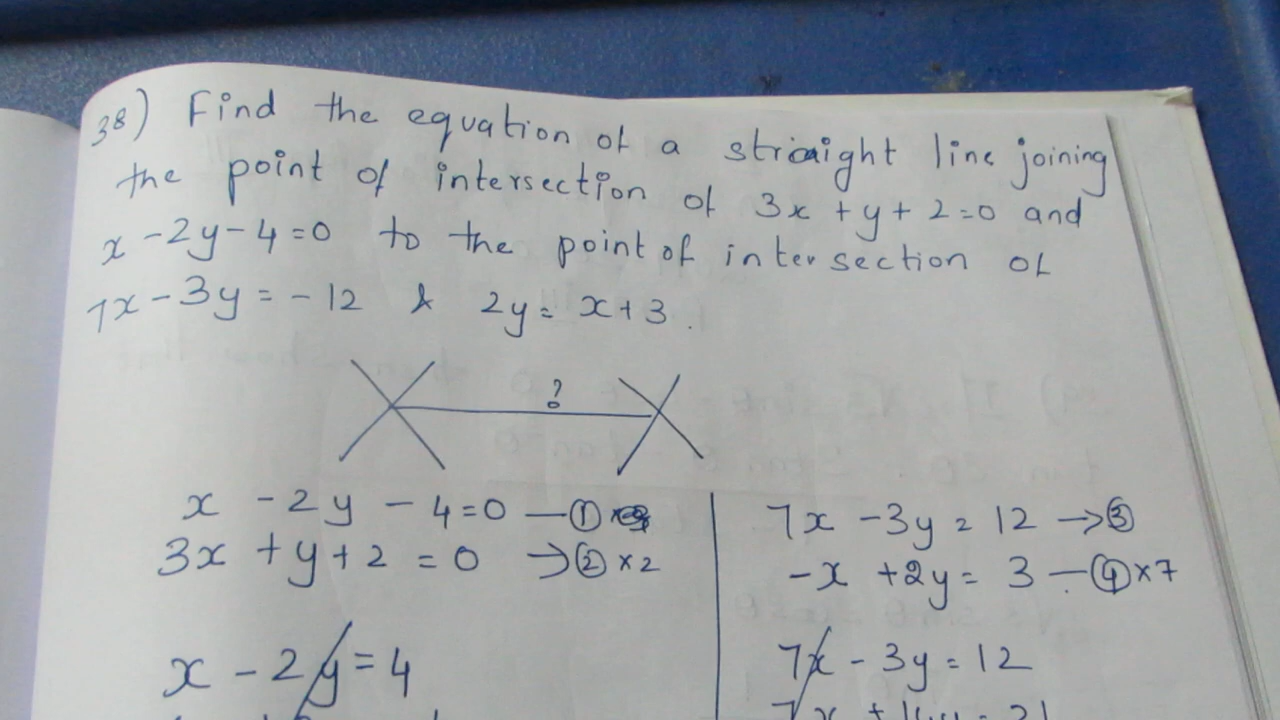 38) Find the equation of a straight line joining
the point of intersection of 3x + y + 2 = 0 and
x - 2y - 4 = 0 to the point of intersection of
7x - 3y = - 12 & 2y = x + 3.
?
x - 2y - 4 = 0 — ①
3x + y + 2 = 0 → ② × 2
x - 2y = 4
7x - 3y = 12 → ③
-x + 2y = 3 — ④ × 7
7x - 3y = 12